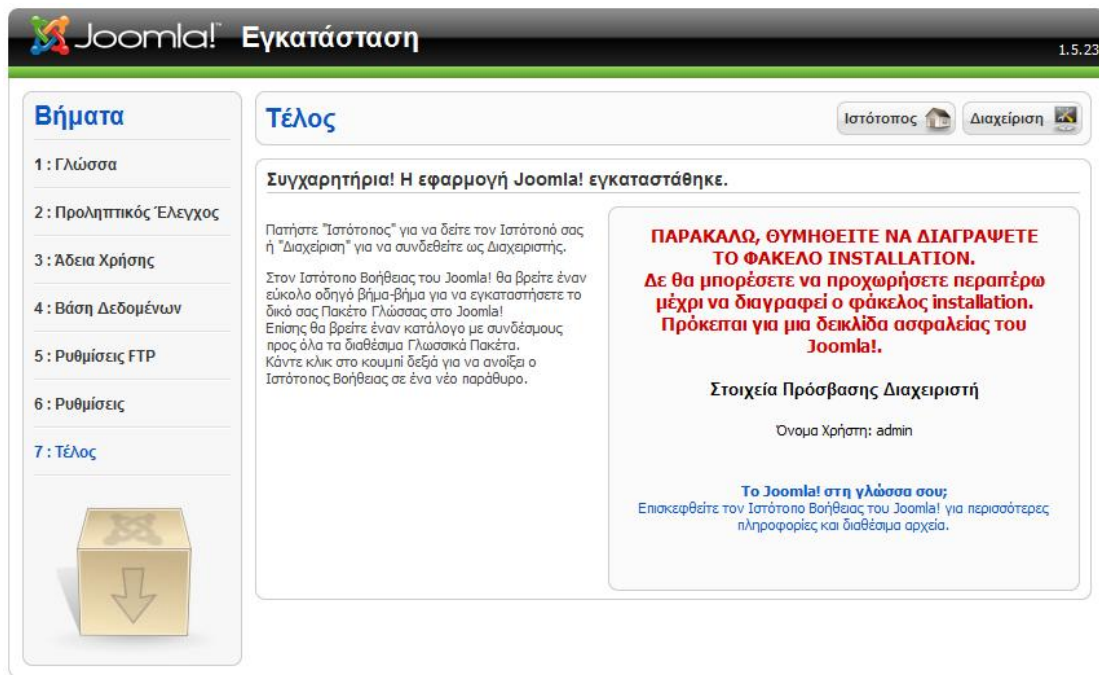 Joomla!™ Εγκατάσταση
1.5.23
Βήματα
1 : Γλώσσα
2 : Προληπτικός Έλεγχος
3 : Άδεια Χρήσης
4 : Βάση Δεδομένων
5 : Ρυθμίσεις FTP
6 : Ρυθμίσεις
7 : Τέλος
Τέλος
Ιστότοπος
Διαχείριση
Συγχαρητήρια! Η εφαρμογή Joomla! εγκαταστάθηκε.
Πατήστε "Ιστότοπος" για να δείτε τον Ιστότοπό σας
ή "Διαχείριση" για να συνδεθείτε ως Διαχειριστής.
Στον Ιστότοπο Βοήθειας του Joomla! θα βρείτε έναν
εύκολο οδηγό βήμα-βήμα για να εγκαταστήσετε το
δικό σας Πακέτο Γλώσσας στο Joomla!
Επίσης θα βρείτε έναν κατάλογο με συνδέσμους
προς όλα τα διαθέσιμα Γλωσσικά Πακέτα.
Κάντε κλικ στο κουμπί δεξιά για να ανοίξει ο
Ιστότοπος Βοήθειας σε ένα νέο παράθυρο.
ΠΑΡΑΚΑΛΩ, ΘΥΜΗΘΕΙΤΕ ΝΑ ΔΙΑΓΡΑΨΕΤΕ
ΤΟ ΦΑΚΕΛΟ INSTALLATION.
Δε θα μπορέσετε να προχωρήσετε περαιτέρω
μέχρι να διαγραφεί ο φάκελος installation.
Πρόκειται για μια δεικλίδα ασφαλείας του
Joomla!.
Στοιχεία Πρόσβασης Διαχειριστή
Όνομα Χρήστη: admin
Το Joomla! στη γλώσσα σου;
Επισκεφθείτε τον Ιστότοπο Βοήθειας του Joomla! για περισσότερες
πληροφορίες και διαθέσιμα αρχεία.